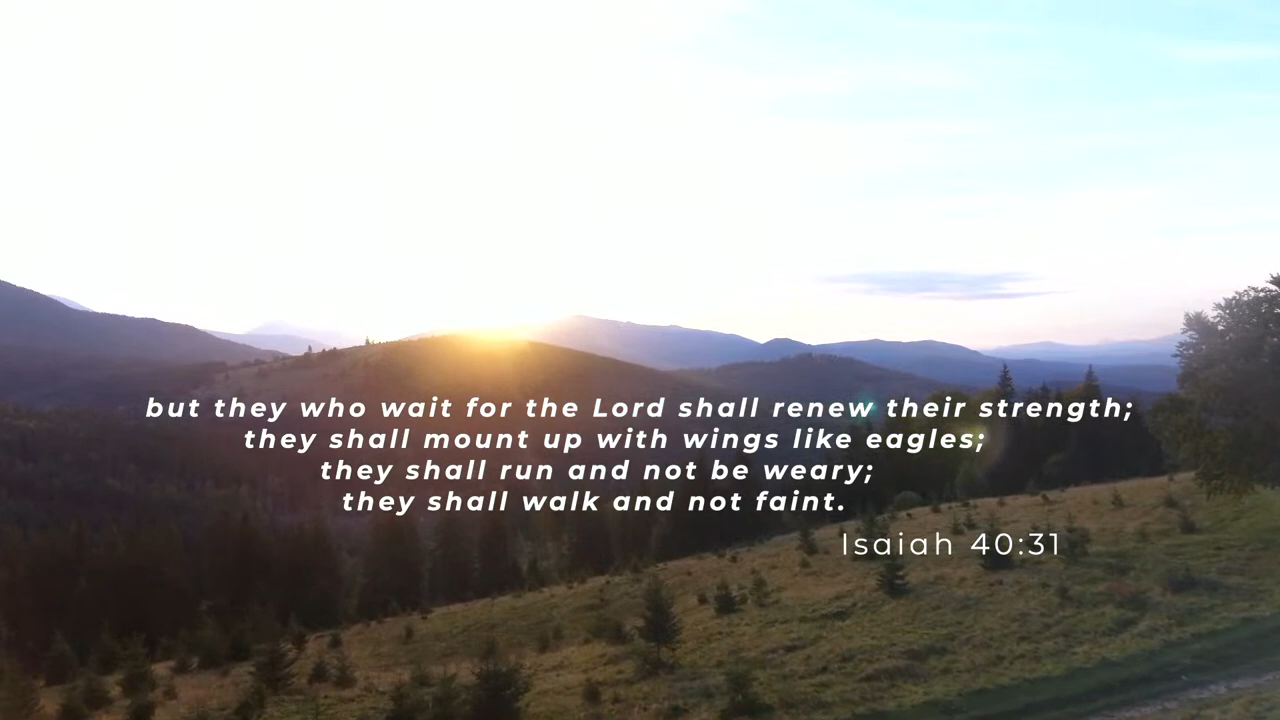 but they who wait for the Lord shall renew their strength;
they shall mount up with wings like eagles;
they shall run and not be weary;
they shall walk and not faint.
Isaiah 40:31